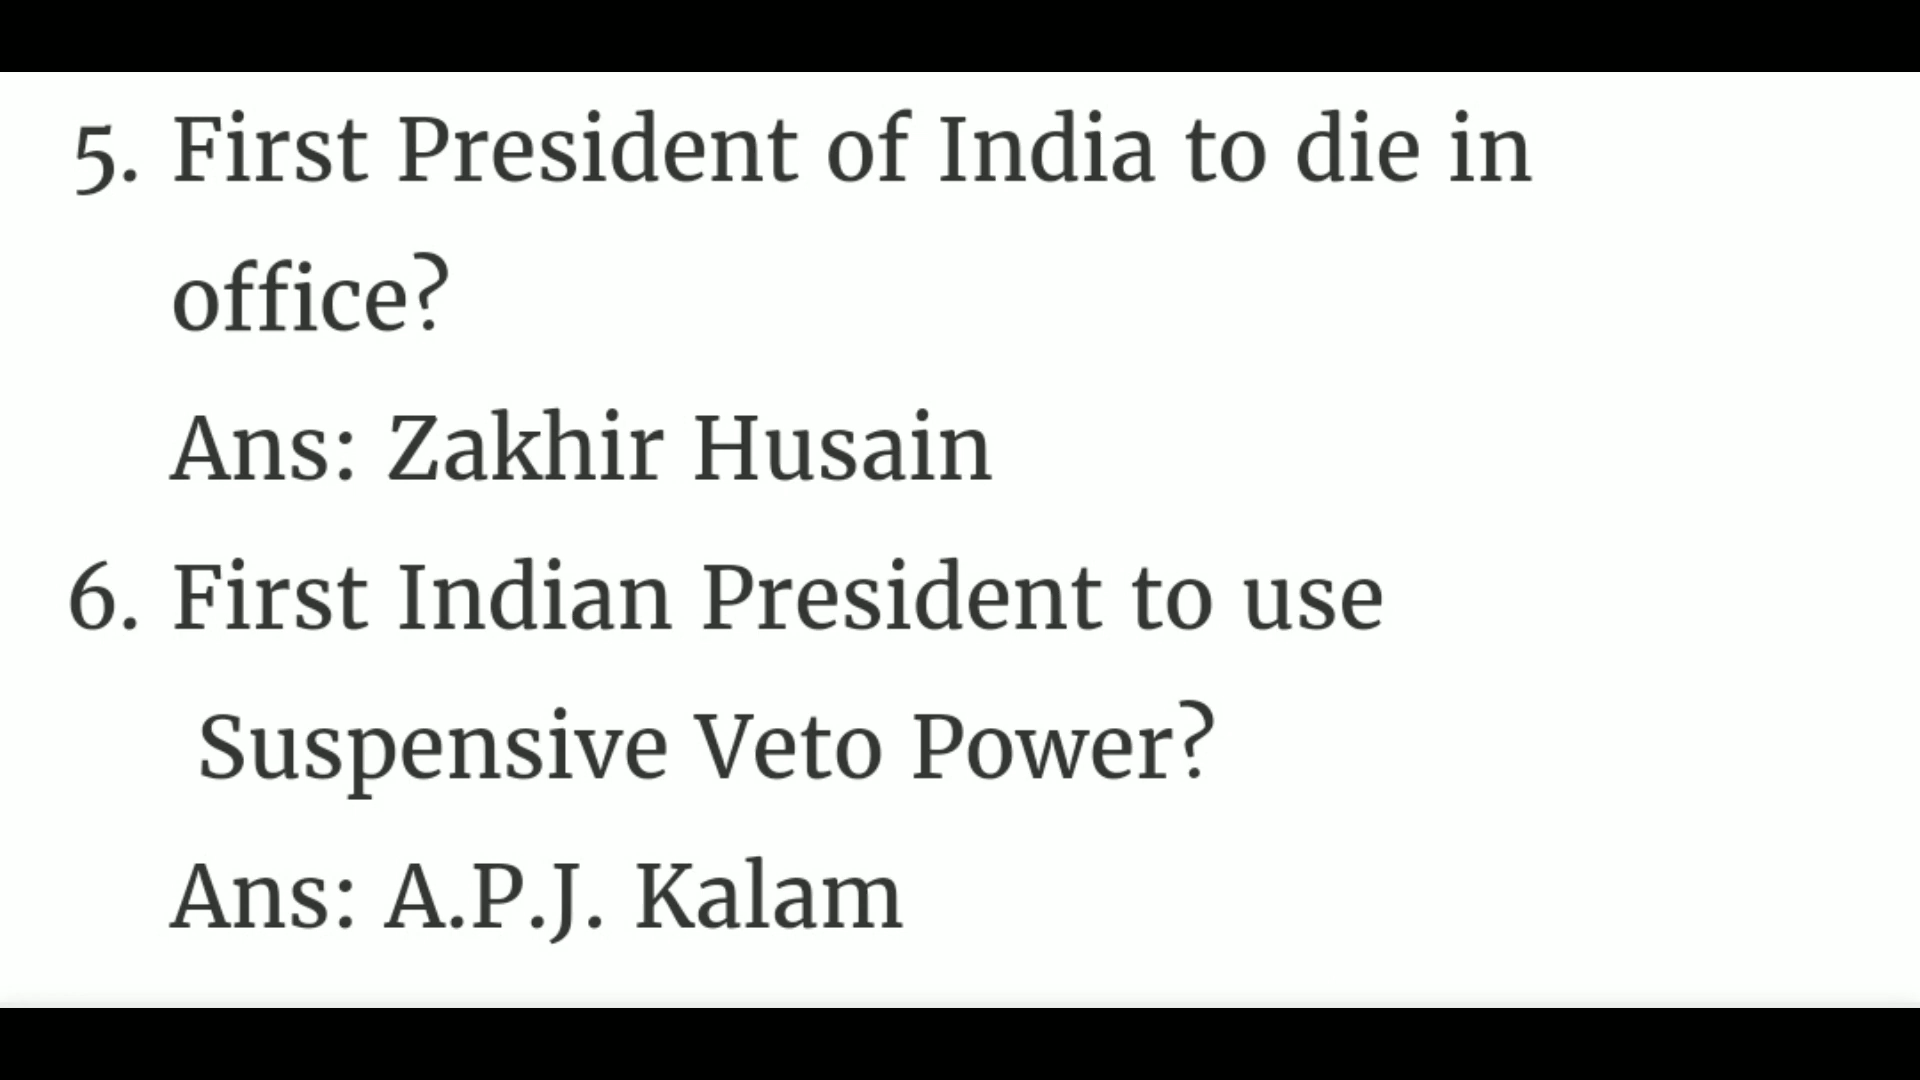 5. First President of India to die in
office?
Ans: Zakhir Husain
6. First Indian President to use
Suspensive Veto Power?
Ans: A.P.J. Kalam